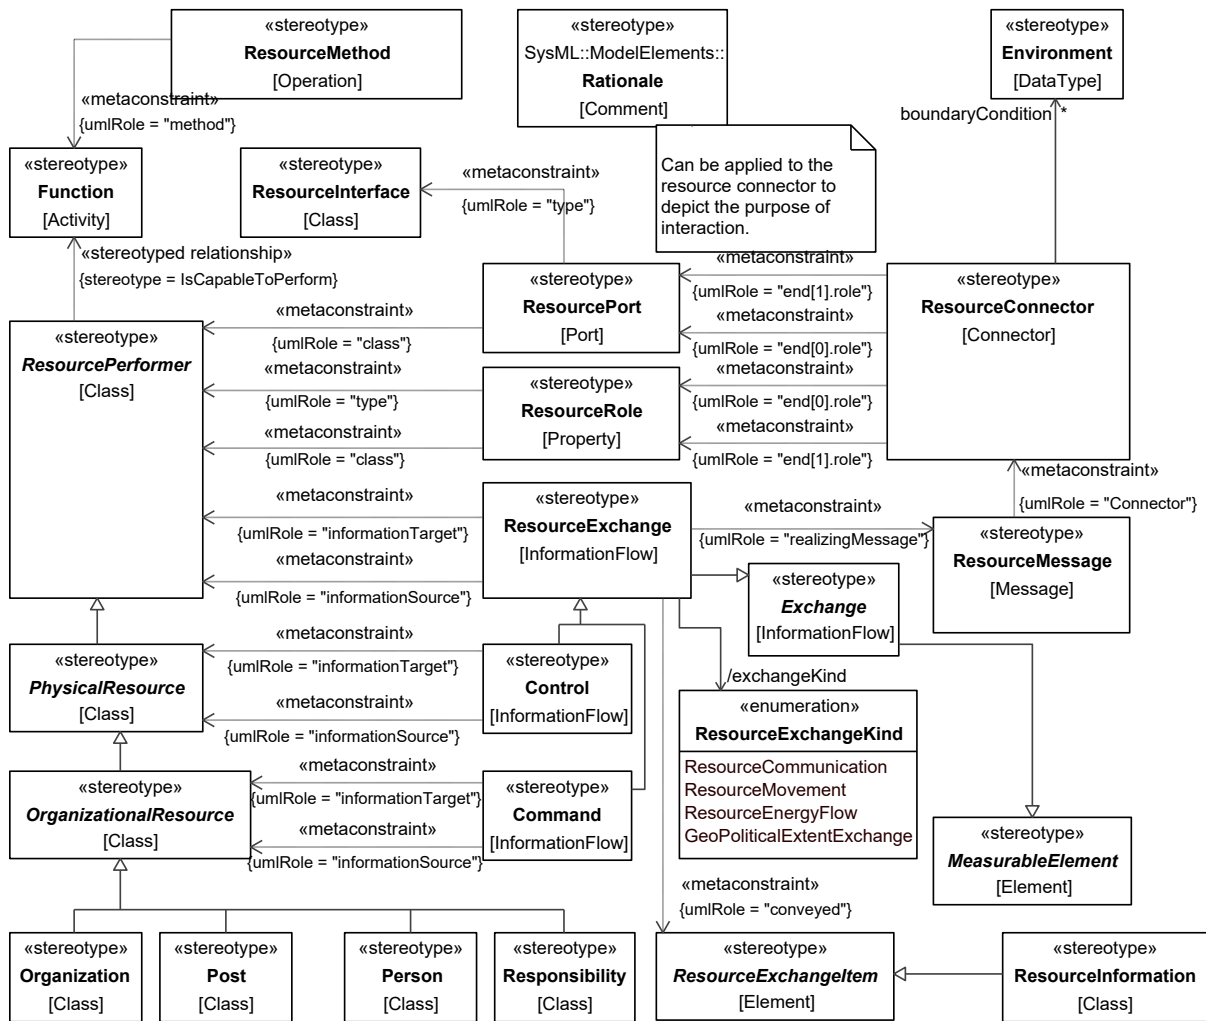 «stereotype»
ResourceMethod
[Operation]
«stereotype»
SysML::ModelElements::
Rationale
[Comment]
«stereotype»
Environment
[DataType]
«metaconstraint»
{umlRole = "method"}
boundaryCondition *
«stereotype»
Function
[Activity]
«stereotype»
ResourceInterface
[Class]
«metaconstraint»
{umlRole = "type"}
Can be applied to the
resource connector to
depict the purpose of
interaction.
«stereotyped relationship»
{stereotype = IsCapableToPerform}
«stereotype»
ResourcePort
[Port]
«metaconstraint»
{umlRole = "end[1].role"}
«metaconstraint»
{umlRole = "end[0].role"}
«stereotype»
ResourceConnector
[Connector]
«stereotype»
ResourcePerformer
[Class]
«metaconstraint»
{umlRole = "class"}
«metaconstraint»
{umlRole = "type"}
«metaconstraint»
{umlRole = "class"}
«stereotype»
ResourceRole
[Property]
«metaconstraint»
{umlRole = "end[0].role"}
«metaconstraint»
{umlRole = "end[1].role"}
«metaconstraint»
{umlRole = "Connector"}
«metaconstraint»
{umlRole = "informationTarget"}
«metaconstraint»
{umlRole = "informationSource"}
«stereotype»
ResourceExchange
[InformationFlow]
«metaconstraint»
{umlRole = "realizingMessage"}
«stereotype»
ResourceMessage
[Message]
«stereotype»
Exchange
[InformationFlow]
«stereotype»
PhysicalResource
[Class]
«metaconstraint»
{umlRole = "informationTarget"}
«metaconstraint»
{umlRole = "informationSource"}
«stereotype»
Control
[InformationFlow]
/exchangeKind
«enumeration»
ResourceExchangeKind
ResourceCommunication
ResourceMovement
ResourceEnergyFlow
GeoPoliticalExtentExchange
«stereotype»
OrganizationalResource
[Class]
«metaconstraint»
{umlRole = "informationTarget"}
«metaconstraint»
{umlRole = "informationSource"}
«stereotype»
Command
[InformationFlow]
«stereotype»
MeasurableElement
[Element]
«metaconstraint»
{umlRole = "conveyed"}
«stereotype»
Organization
[Class]
«stereotype»
Post
[Class]
«stereotype»
Person
[Class]
«stereotype»
Responsibility
[Class]
«stereotype»
ResourceExchangeItem
[Element]
«stereotype»
ResourceInformation
[Class]